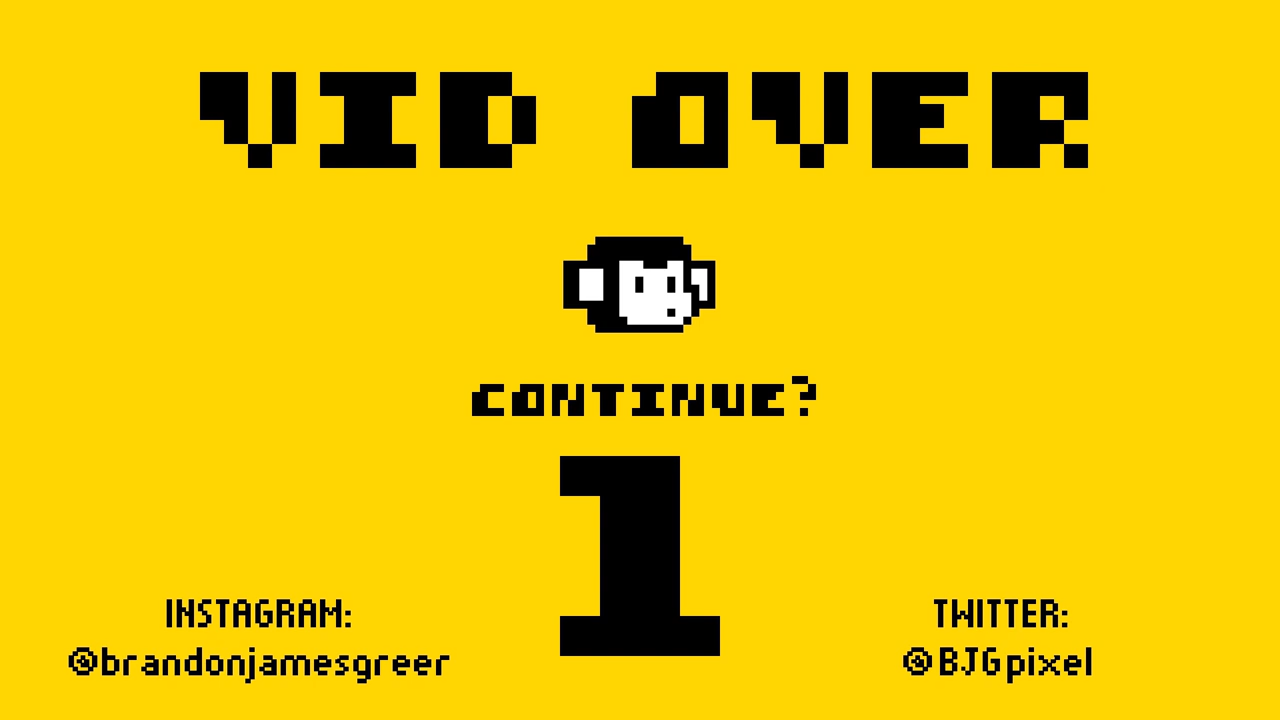 VID OVER
CONTINUE?
1
INSTAGRAM:
@brandonjamesgreer
TWITTER:
@BJGpixel